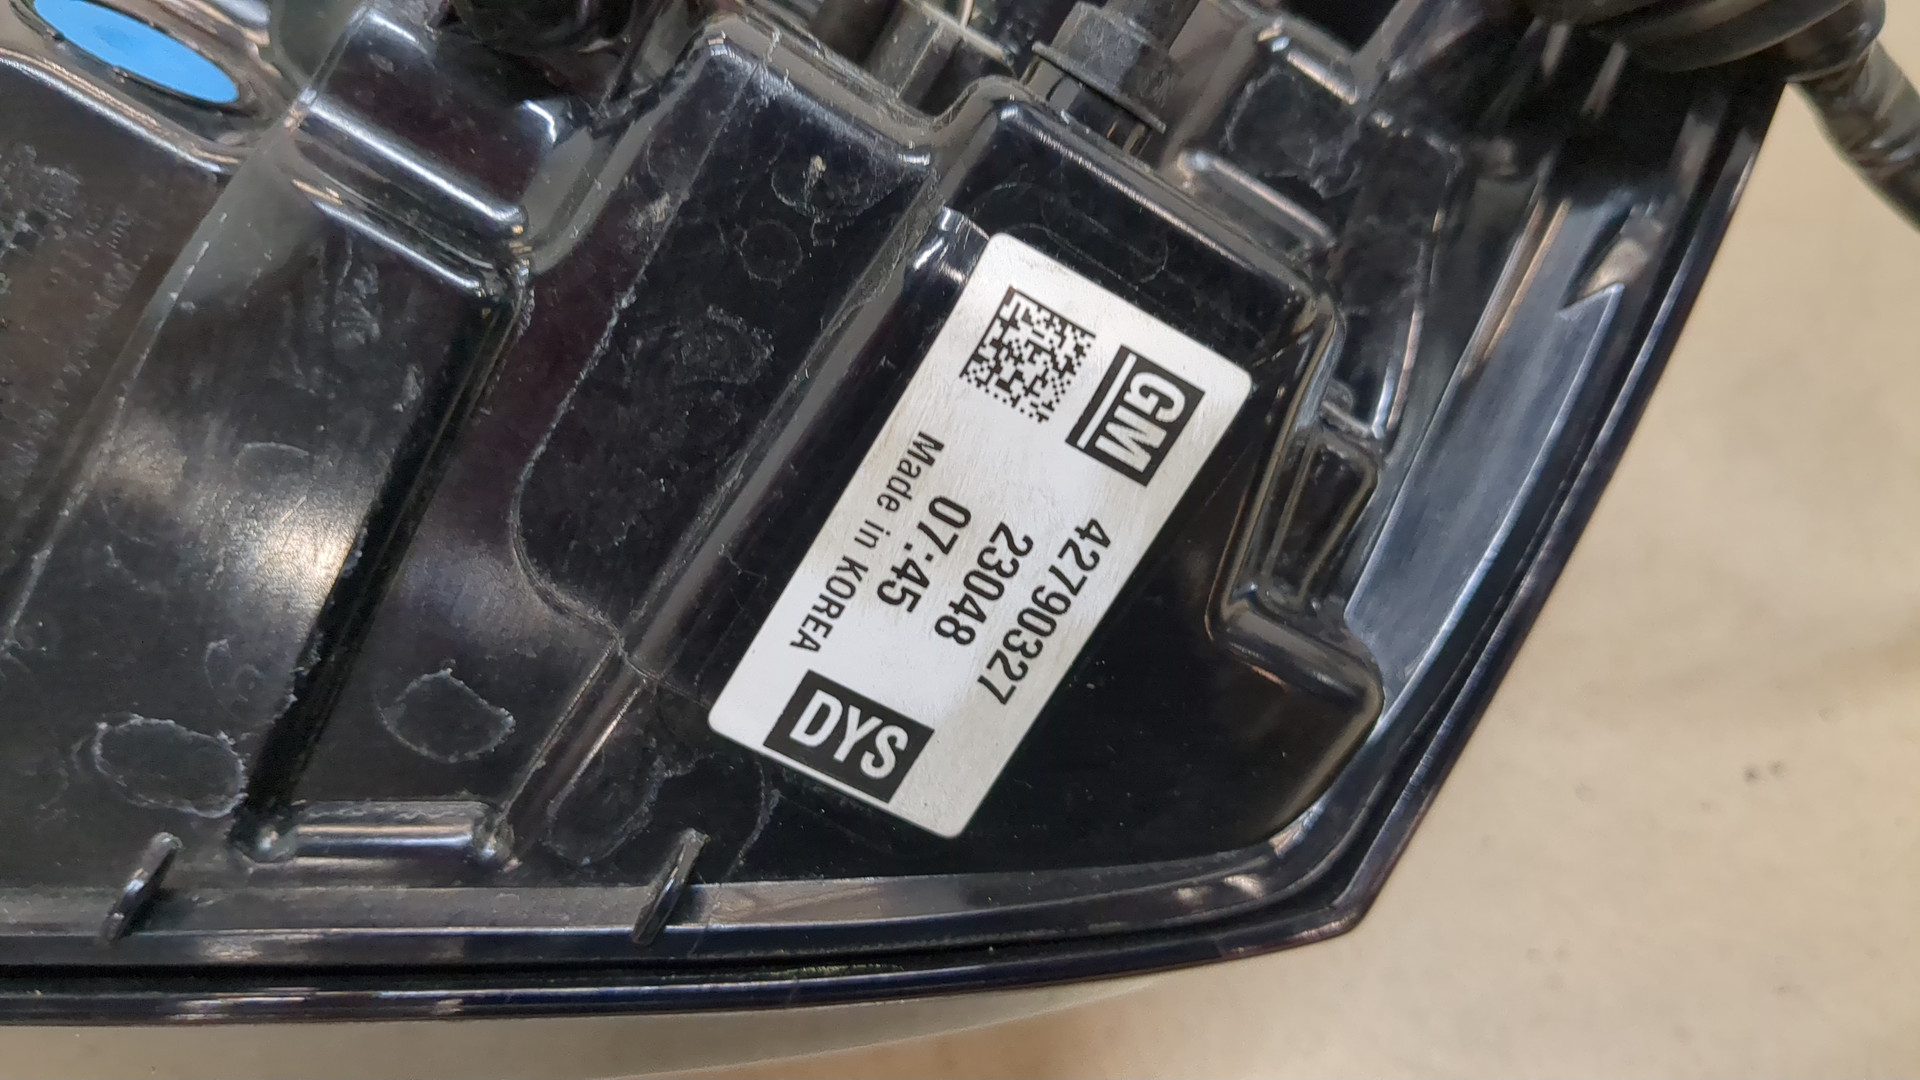 GM
42790327
23048
07:45
Made in KOREA
DYS